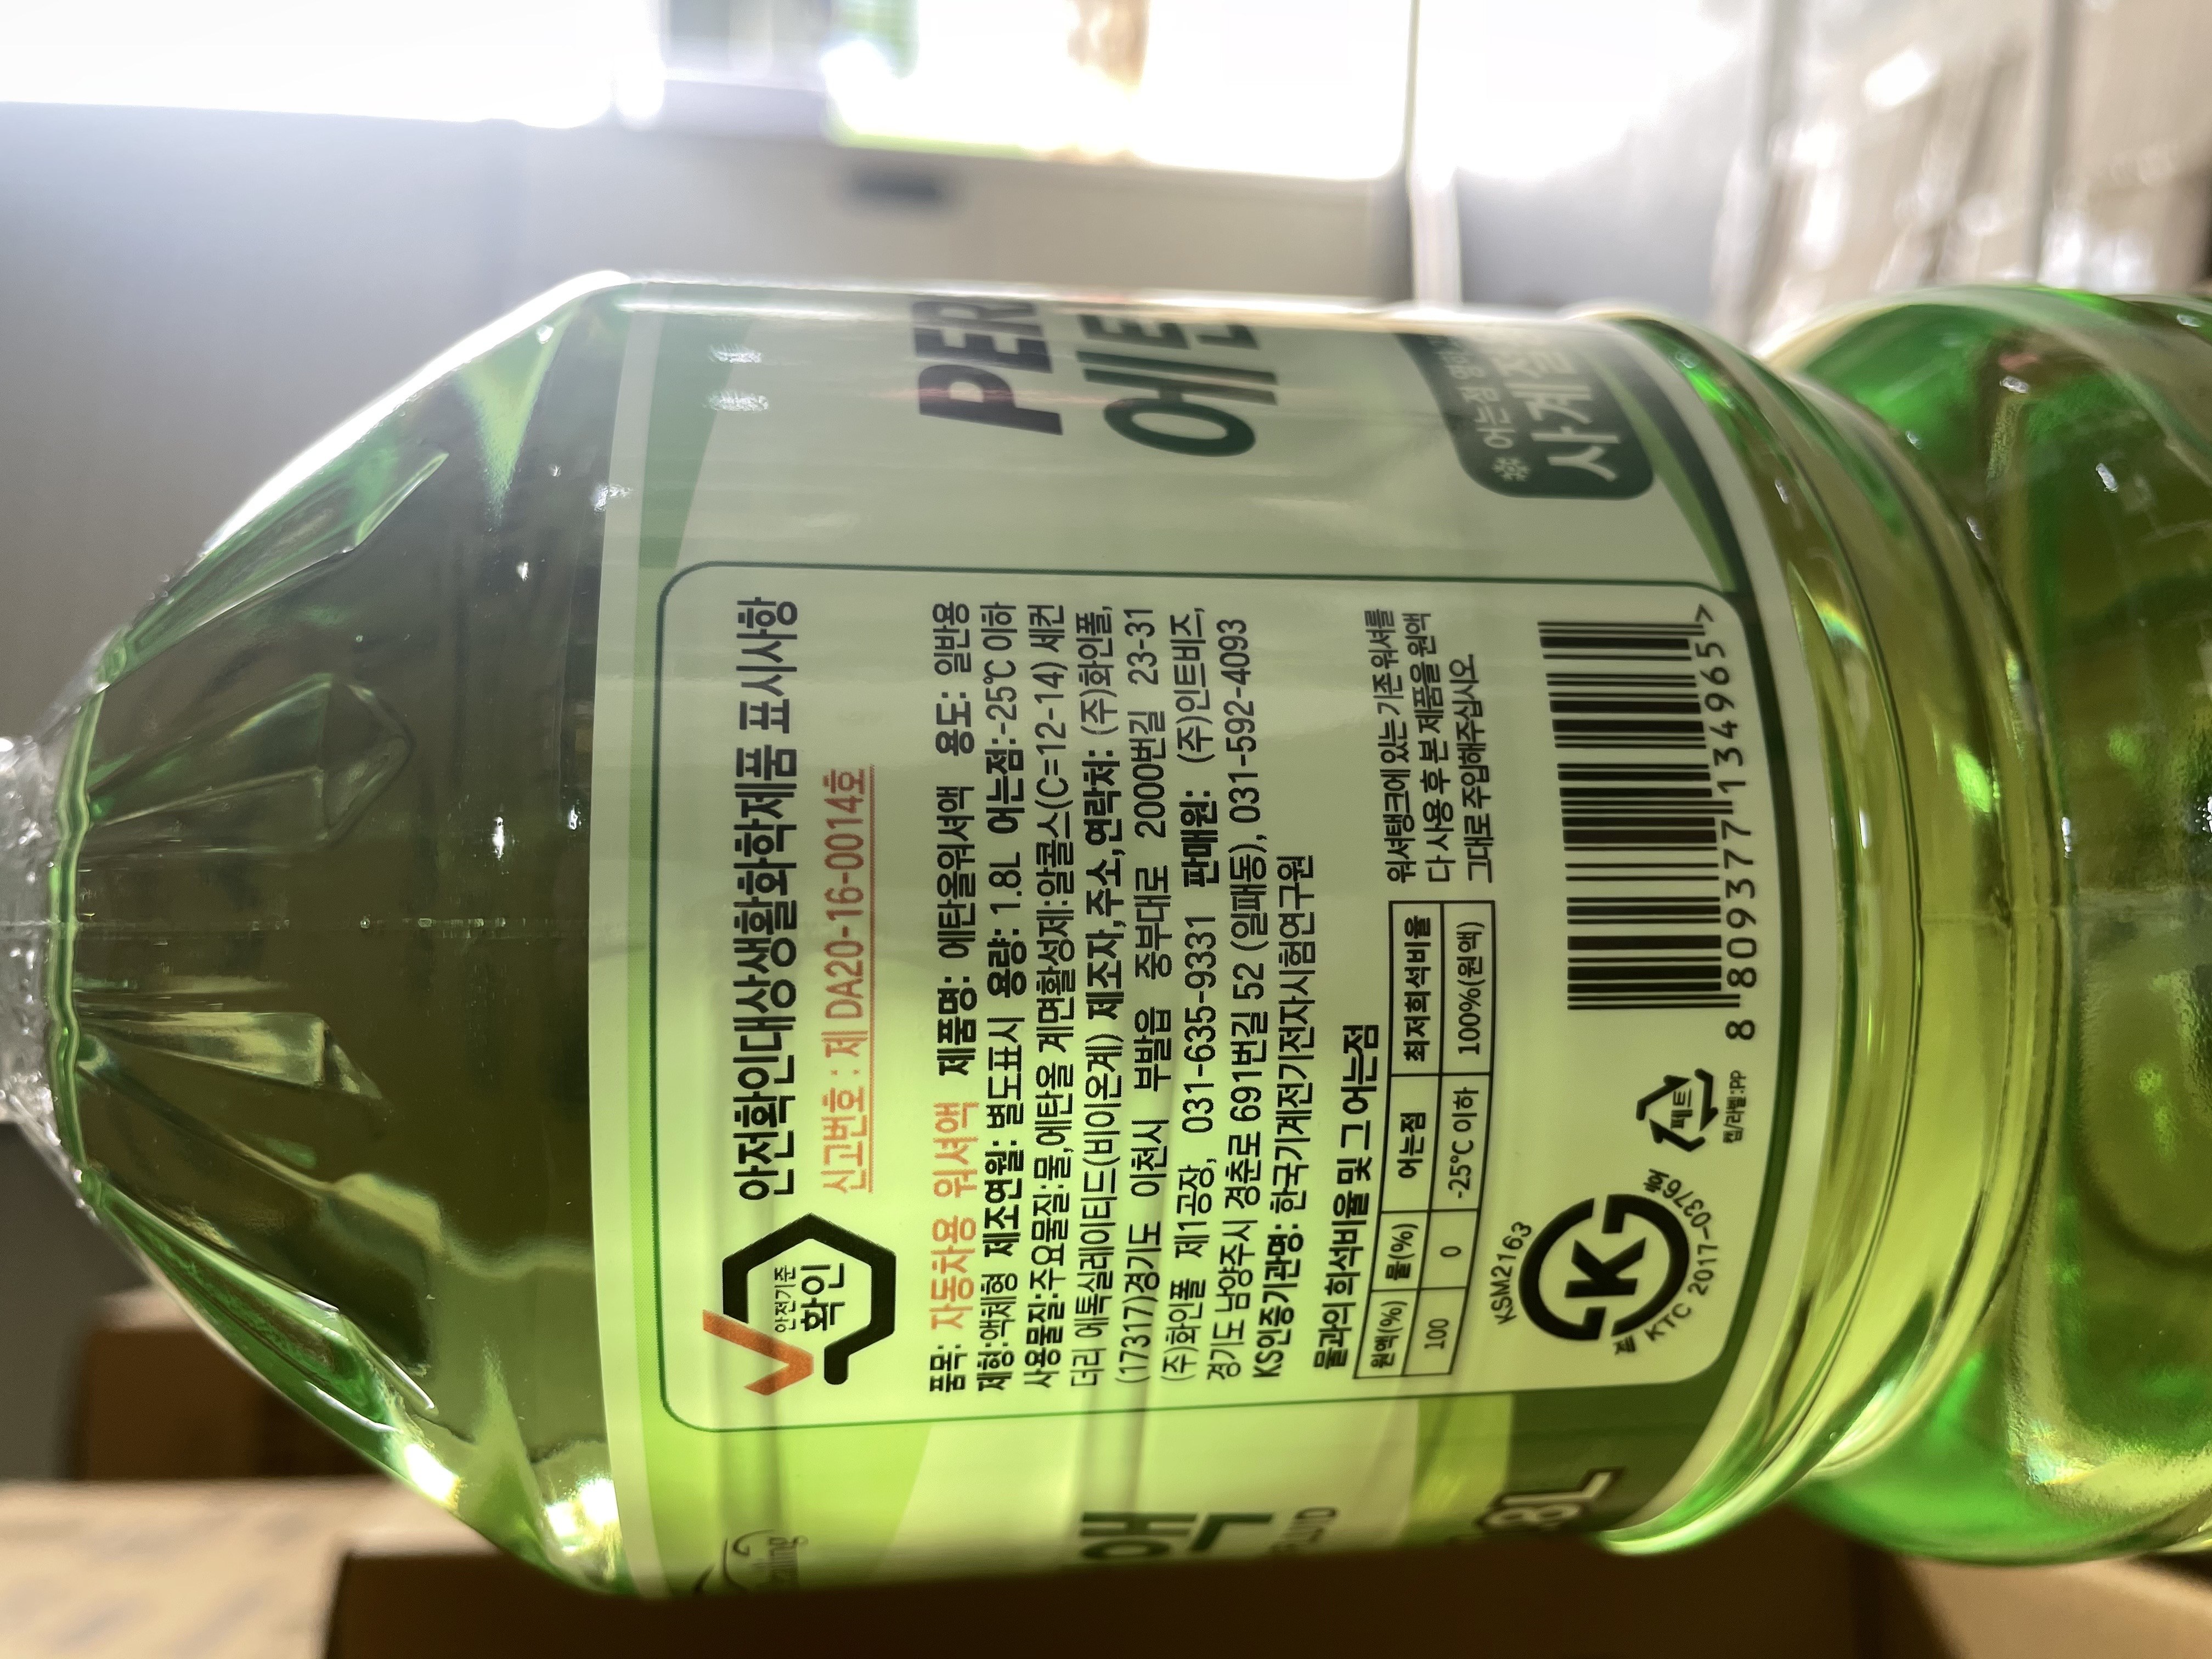 안전기준
확인
안전확인대상생활화학제품 표시사항
신고번호 : 제 DA20-16-0014호
품목: 자동차용 워셔액 제품명: 에탄올워셔액 용도: 일반용
제형:액체형 제조연월: 별도표시 용량: 1.8L 어는점:-25℃ 이하
사용물질:주요물질:물,에탄올 계면활성제:알콜스(C=12-14) 세컨
더리 에톡실레이티드(비이온계) 제조자,주소,연락처: (주)화인폴,
(17317)경기도 이천시 부발읍 중부대로 2000번길 23-31
(주)화인폴 제1공장, 031-635-9331 판매원: (주)인트비즈,
경기도 남양주시 경춘로 691번길 52 (일패동), 031-592-4093
KS인증기관명: 한국기계전기전자시험연구원
물과의 희석비율 및 그 어는점
원액(%) 물(%) 어는점 최저희석비율
100 0 -25℃ 이하 100%(원액)
워셔탱크에 있는 기존 워셔를
다 사용 후 본 제품을 원액
그대로 주입해주십시오.
KSM2163
K
제 KTC 2017-0376호
페트
캡/라벨:PP
8 809377 134965 >
PER
에
어는점
사계절
1.8L